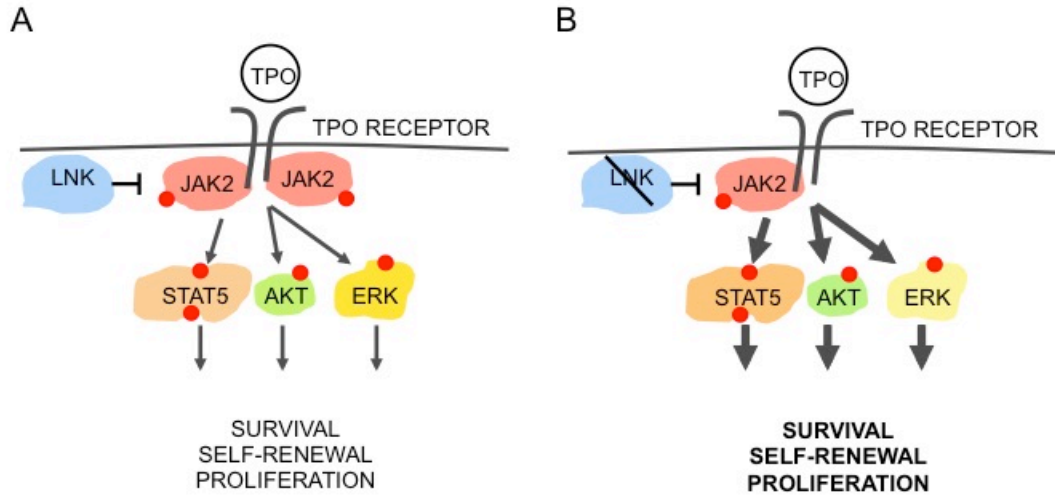 A
TPO
TPO RECEPTOR
LNK
JAK2
JAK2
STAT5
AKT
ERK
SURVIVAL
SELF-RENEWAL
PROLIFERATION
B
TPO
TPO RECEPTOR
LNK
JAK2
STAT5
AKT
ERK
SURVIVAL
SELF-RENEWAL
PROLIFERATION